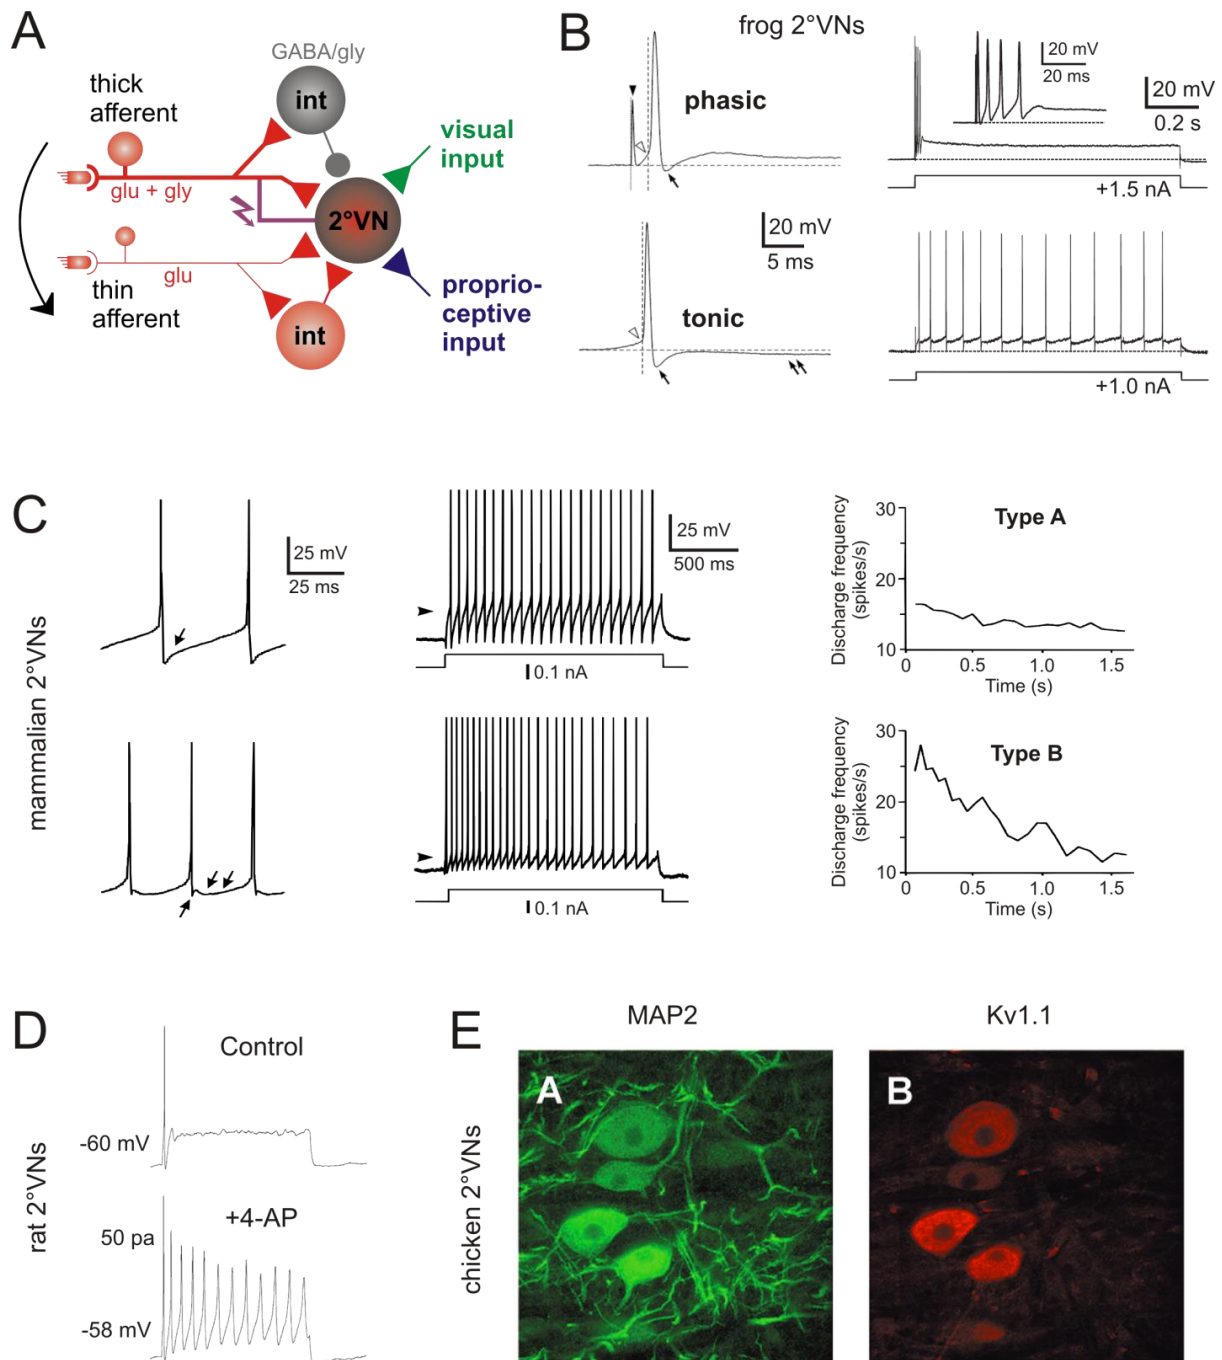 A
GABA/gly
int
thick
afferent
glu + gly
visual
input
2°VN
glu
thin
afferent
int
proprio-
ceptive
input
B
frog 2°VNs
phasic
20 mV
20 ms
20 mV
0.2 s
+1.5 nA
20 mV
5 ms
tonic
+1.0 nA
C
mammalian 2°VNs
25 mV
25 ms
25 mV
500 ms
0.1 nA
Discharge frequency
(spikes/s)
30
20
10
Type A
0
0.5
1.0
1.5
Time (s)
0.1 nA
Discharge frequency
(spikes/s)
30
20
10
Type B
0
0.5
1.0
1.5
Time (s)
D
rat 2°VNs
Control
-60 mV
+4-AP
50 pa
-58 mV
E
chicken 2°VNs
MAP2
Kv1.1
A
B